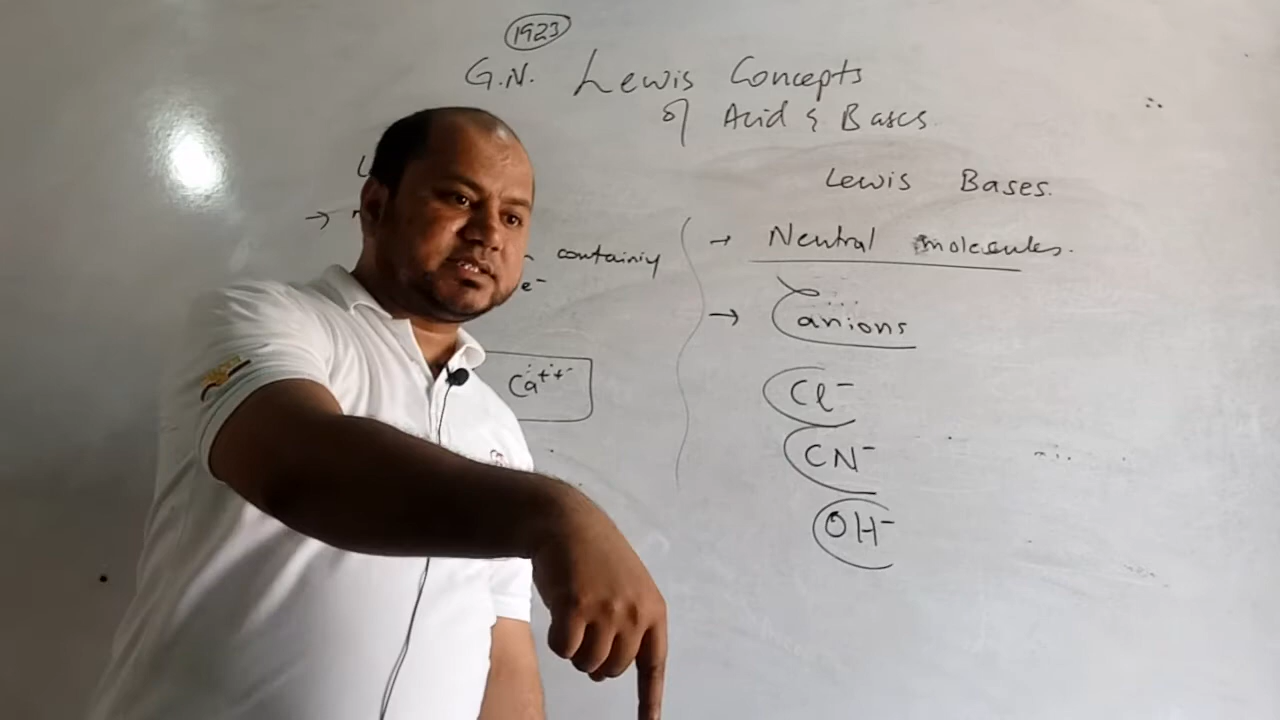 1923
G.N. Lewis Concepts
of Acid & Bases.
Lewis Bases.
→ Neutral molecules.
→
containing
e⁻
→ anions
Ca⁺⁺
Cl⁻
CN⁻
OH⁻